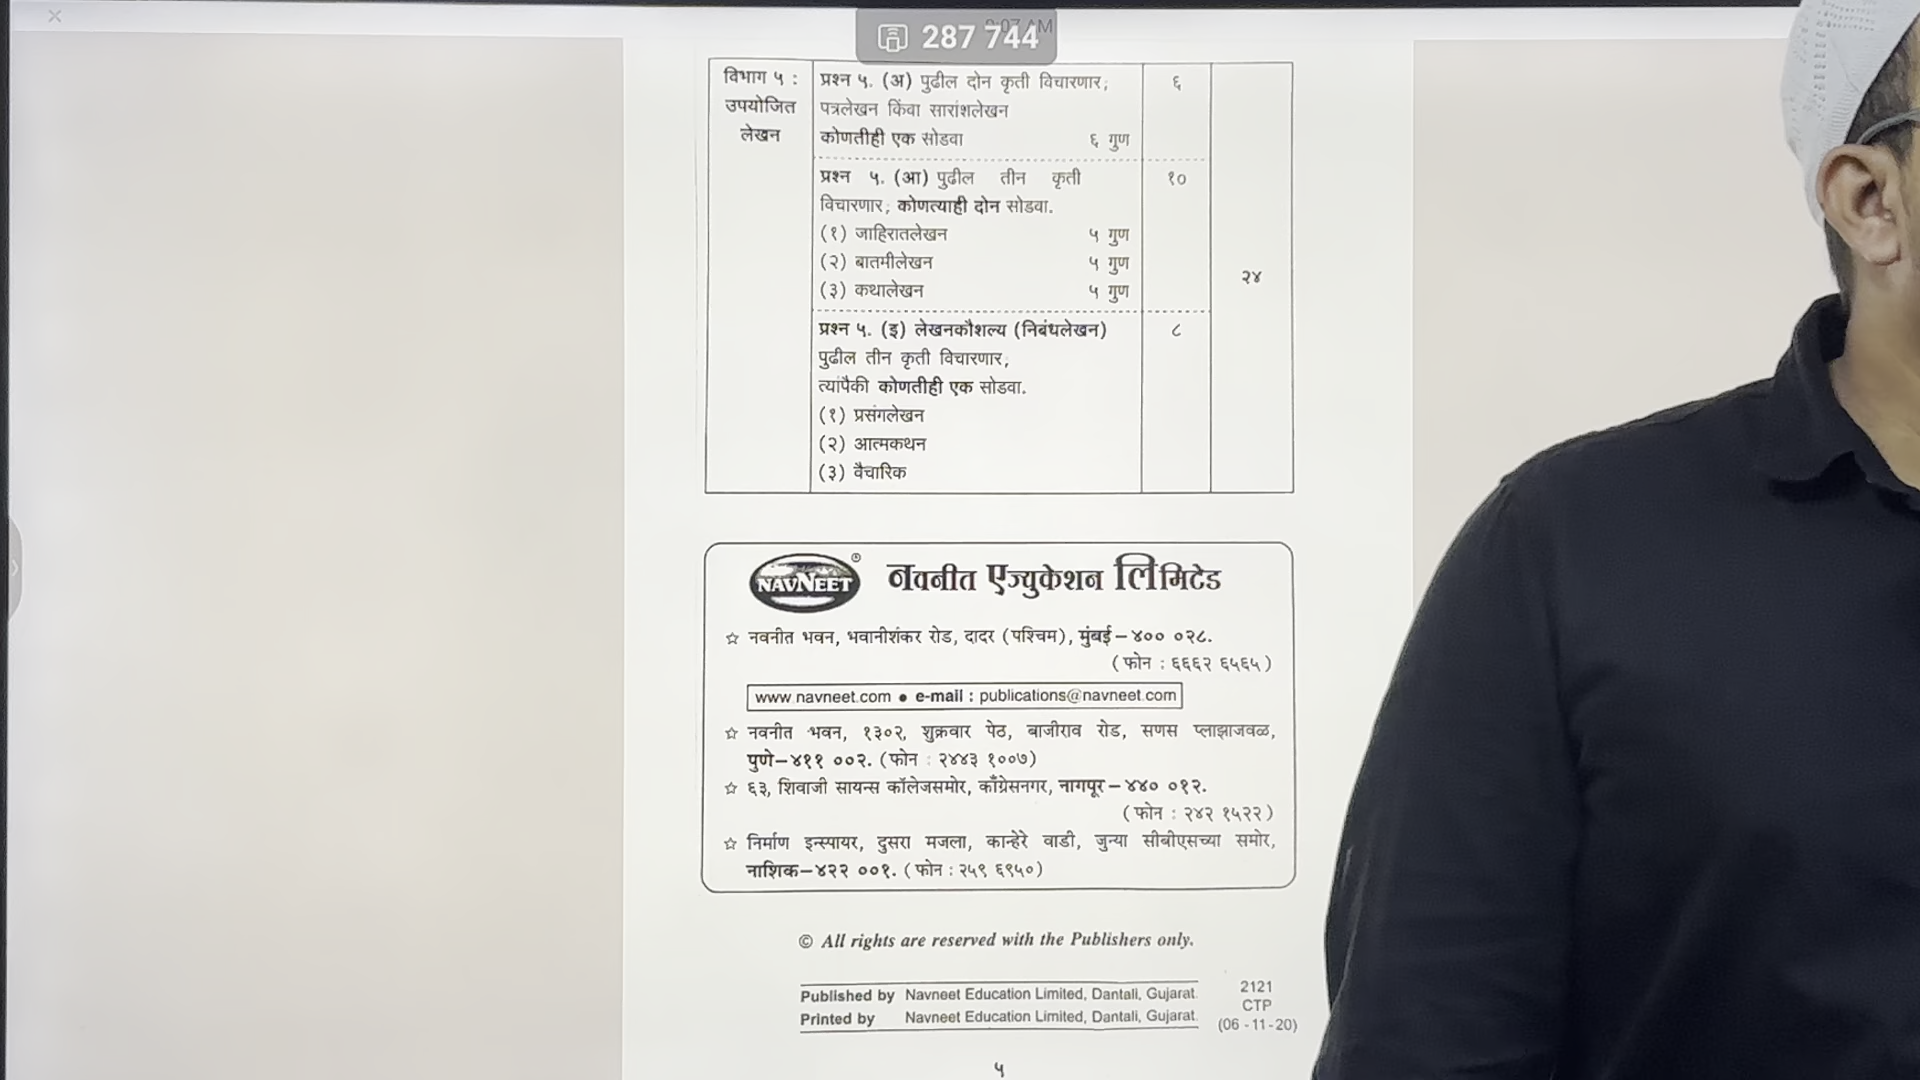 287 744
विभाग ५ : प्रश्न ५. (अ) पुढील दोन कृती विचारणार; ६
उपयोजित पत्रलेखन किंवा सारांशलेखन
लेखन कोणतीही एक सोडवा ६ गुण
प्रश्न ५. (आ) पुढील तीन कृती १०
विचारणार; कोणत्याही दोन सोडवा.
(१) जाहिरातलेखन ५ गुण
(२) बातमीलेखन ५ गुण
२४
(३) कथालेखन ५ गुण
प्रश्न ५. (इ) लेखनकौशल्य (निबंधलेखन) ८
पुढील तीन कृती विचारणार,
त्यांपैकी कोणतीही एक सोडवा.
(१) प्रसंगलेखन
(२) आत्मकथन
(३) वैचारिक
NAVNEET ® नवनीत एज्युकेशन लिमिटेड
☆ नवनीत भवन, भवानीशंकर रोड, दादर (पश्चिम), मुंबई – ४०० ०२८.
(फोन : ६६६२ ६५६५)
www.navneet.com ● e-mail : publications@navneet.com
☆ नवनीत भवन, १३०२, शुक्रवार पेठ, बाजीराव रोड, सणस प्लाझाजवळ,
पुणे–४११ ००२. (फोन : २४४३ १००७)
☆ ६३, शिवाजी सायन्स कॉलेजसमोर, काँग्रेसनगर, नागपूर – ४४० ०१२.
(फोन : २४२ १५२२)
☆ निर्माण इन्स्पायर, दुसरा मजला, कान्हेरे वाडी, जुन्या सीबीएसच्या समोर,
नाशिक–४२२ ००१. (फोन : २५९ ६९५०)
© All rights are reserved with the Publishers only.
Published by Navneet Education Limited, Dantali, Gujarat.
Printed by Navneet Education Limited, Dantali, Gujarat.
2121
CTP
(06 - 11 - 20)
५